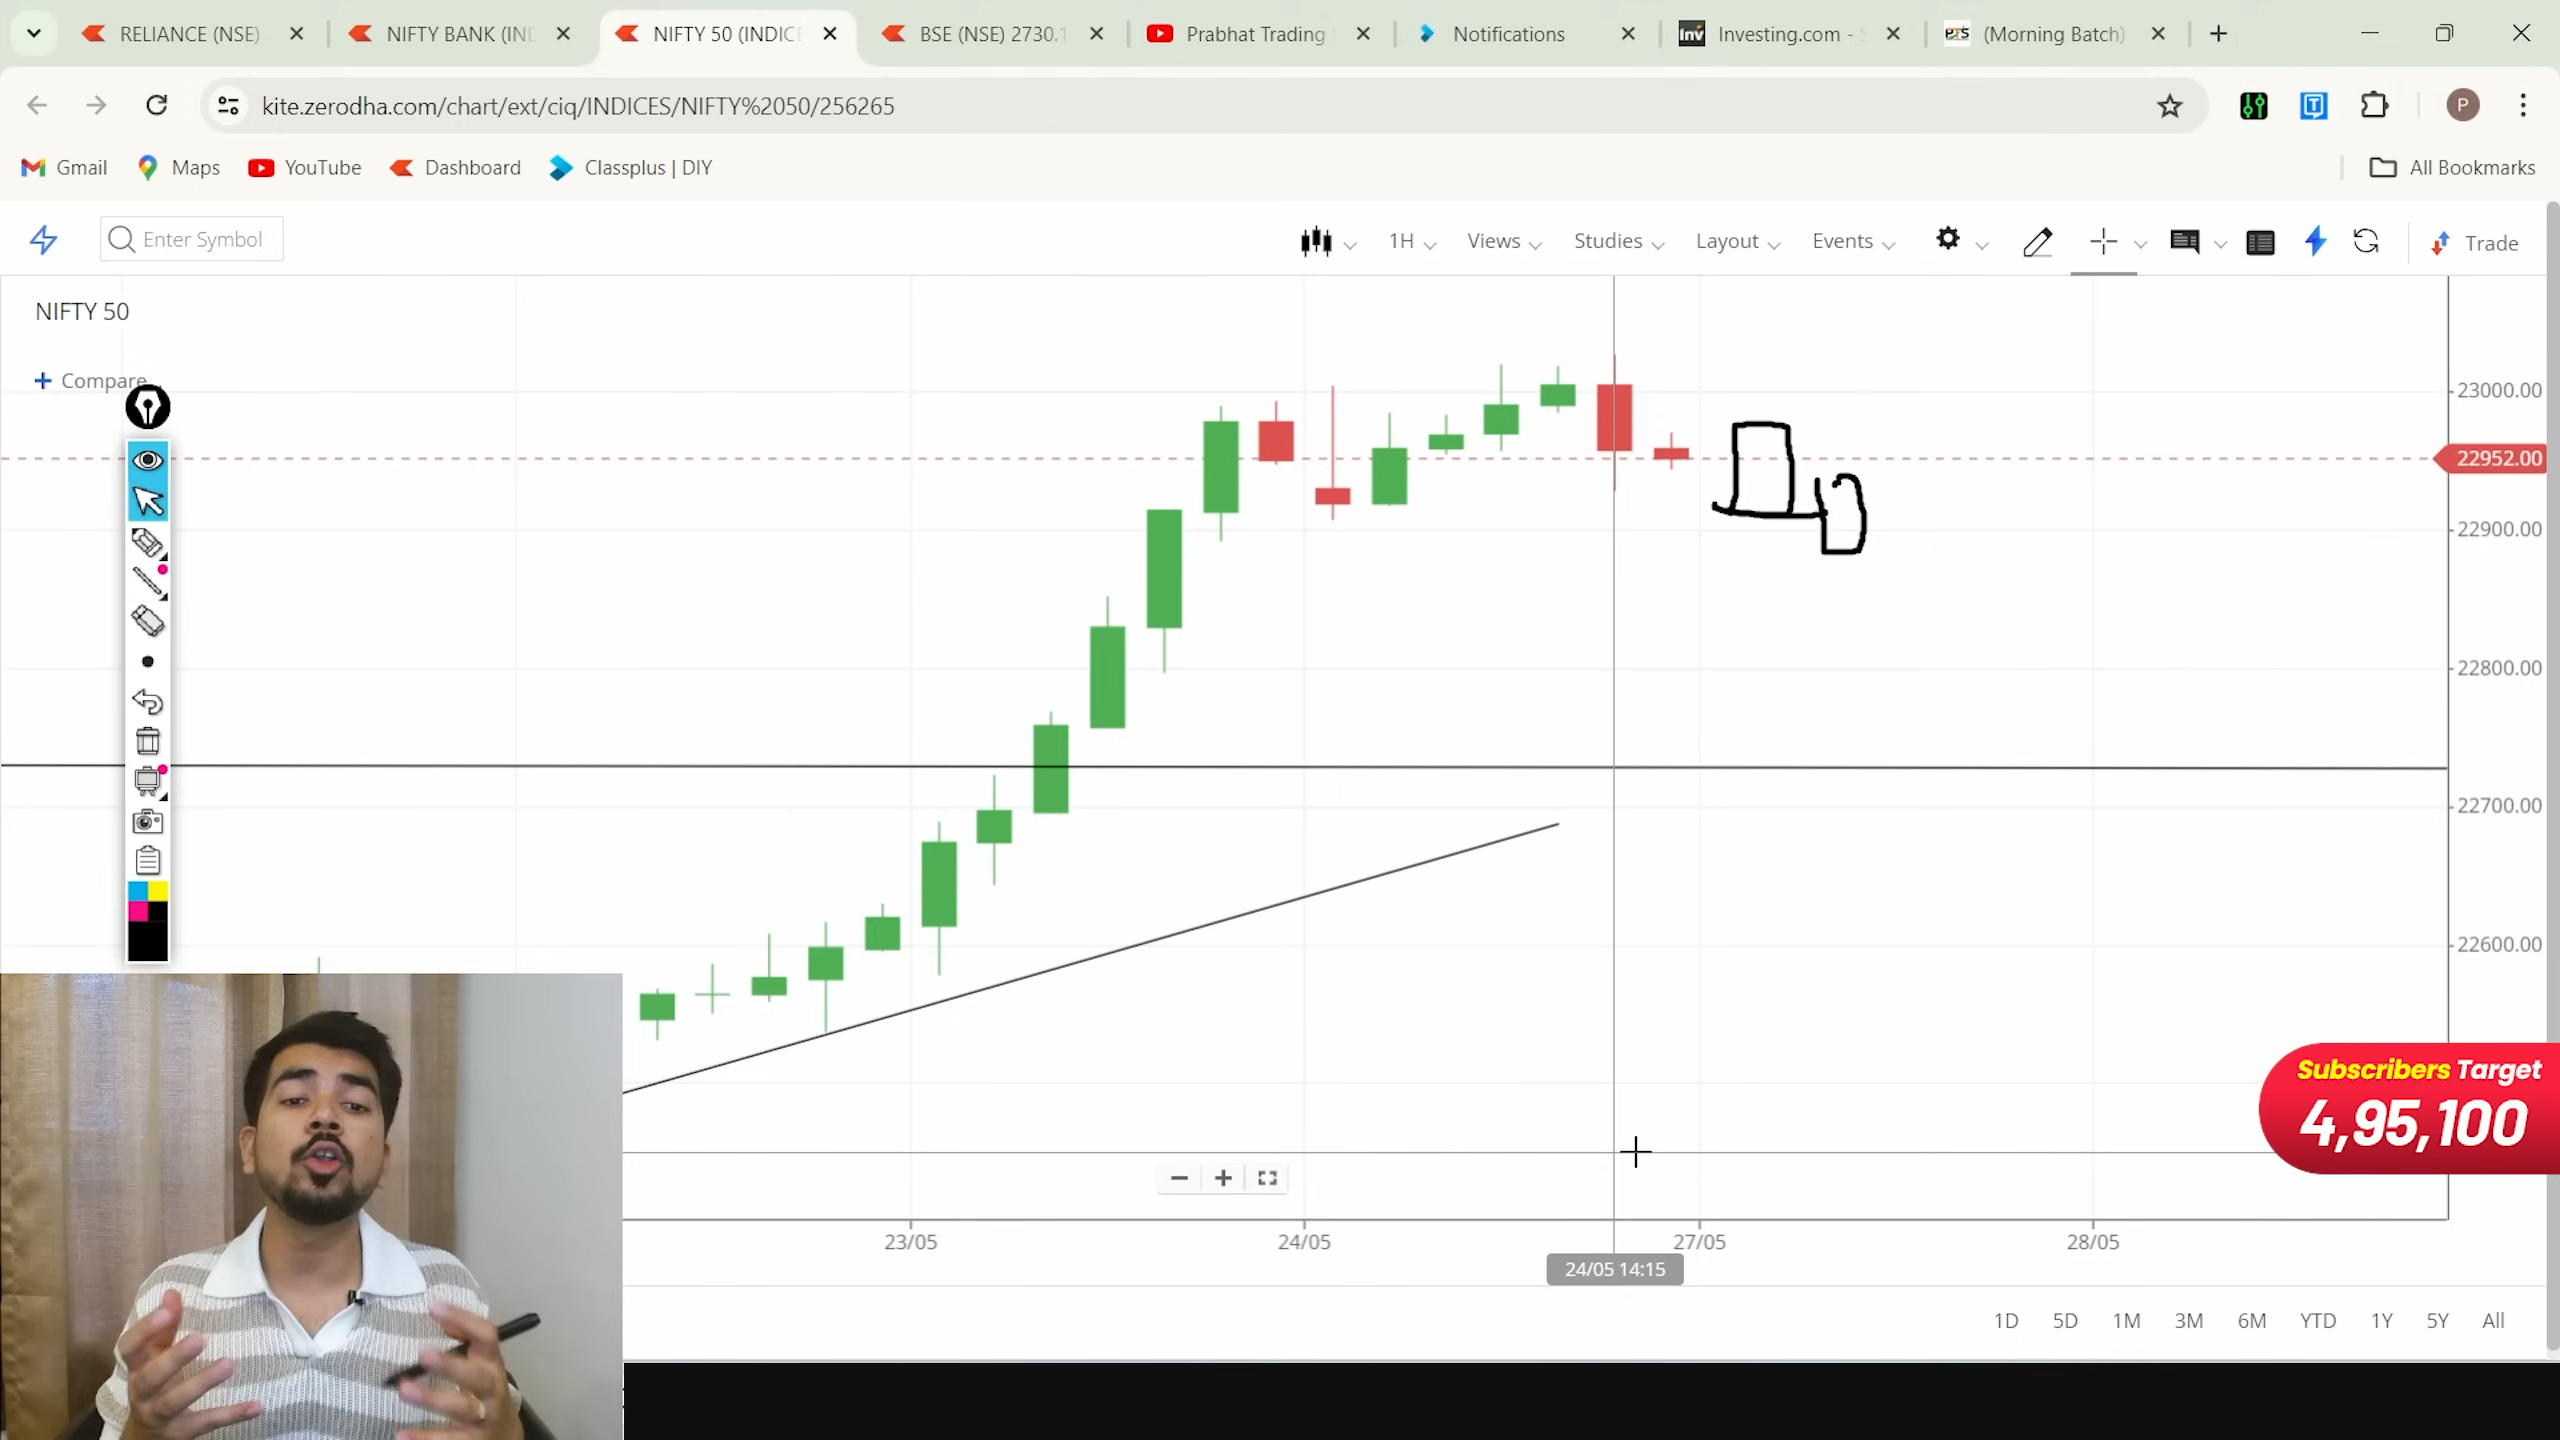 RELIANCE (NSE)
NIFTY BANK (IND
NIFTY 50 (INDICE
BSE (NSE) 2730.1
Prabhat Trading
Notifications
Investing.com -
(Morning Batch)
kite.zerodha.com/chart/ext/ciq/INDICES/NIFTY%2050/256265
P
Gmail
Maps
YouTube
Dashboard
Classplus | DIY
All Bookmarks
Enter Symbol
1H
Views
Studies
Layout
Events
Trade
NIFTY 50
+ Compare
23000.00
22952.00
22900.00
22800.00
22700.00
22600.00
Subscribers Target
4,95,100
23/05
24/05
27/05
28/05
24/05 14:15
1D 5D 1M 3M 6M YTD 1Y 5Y All